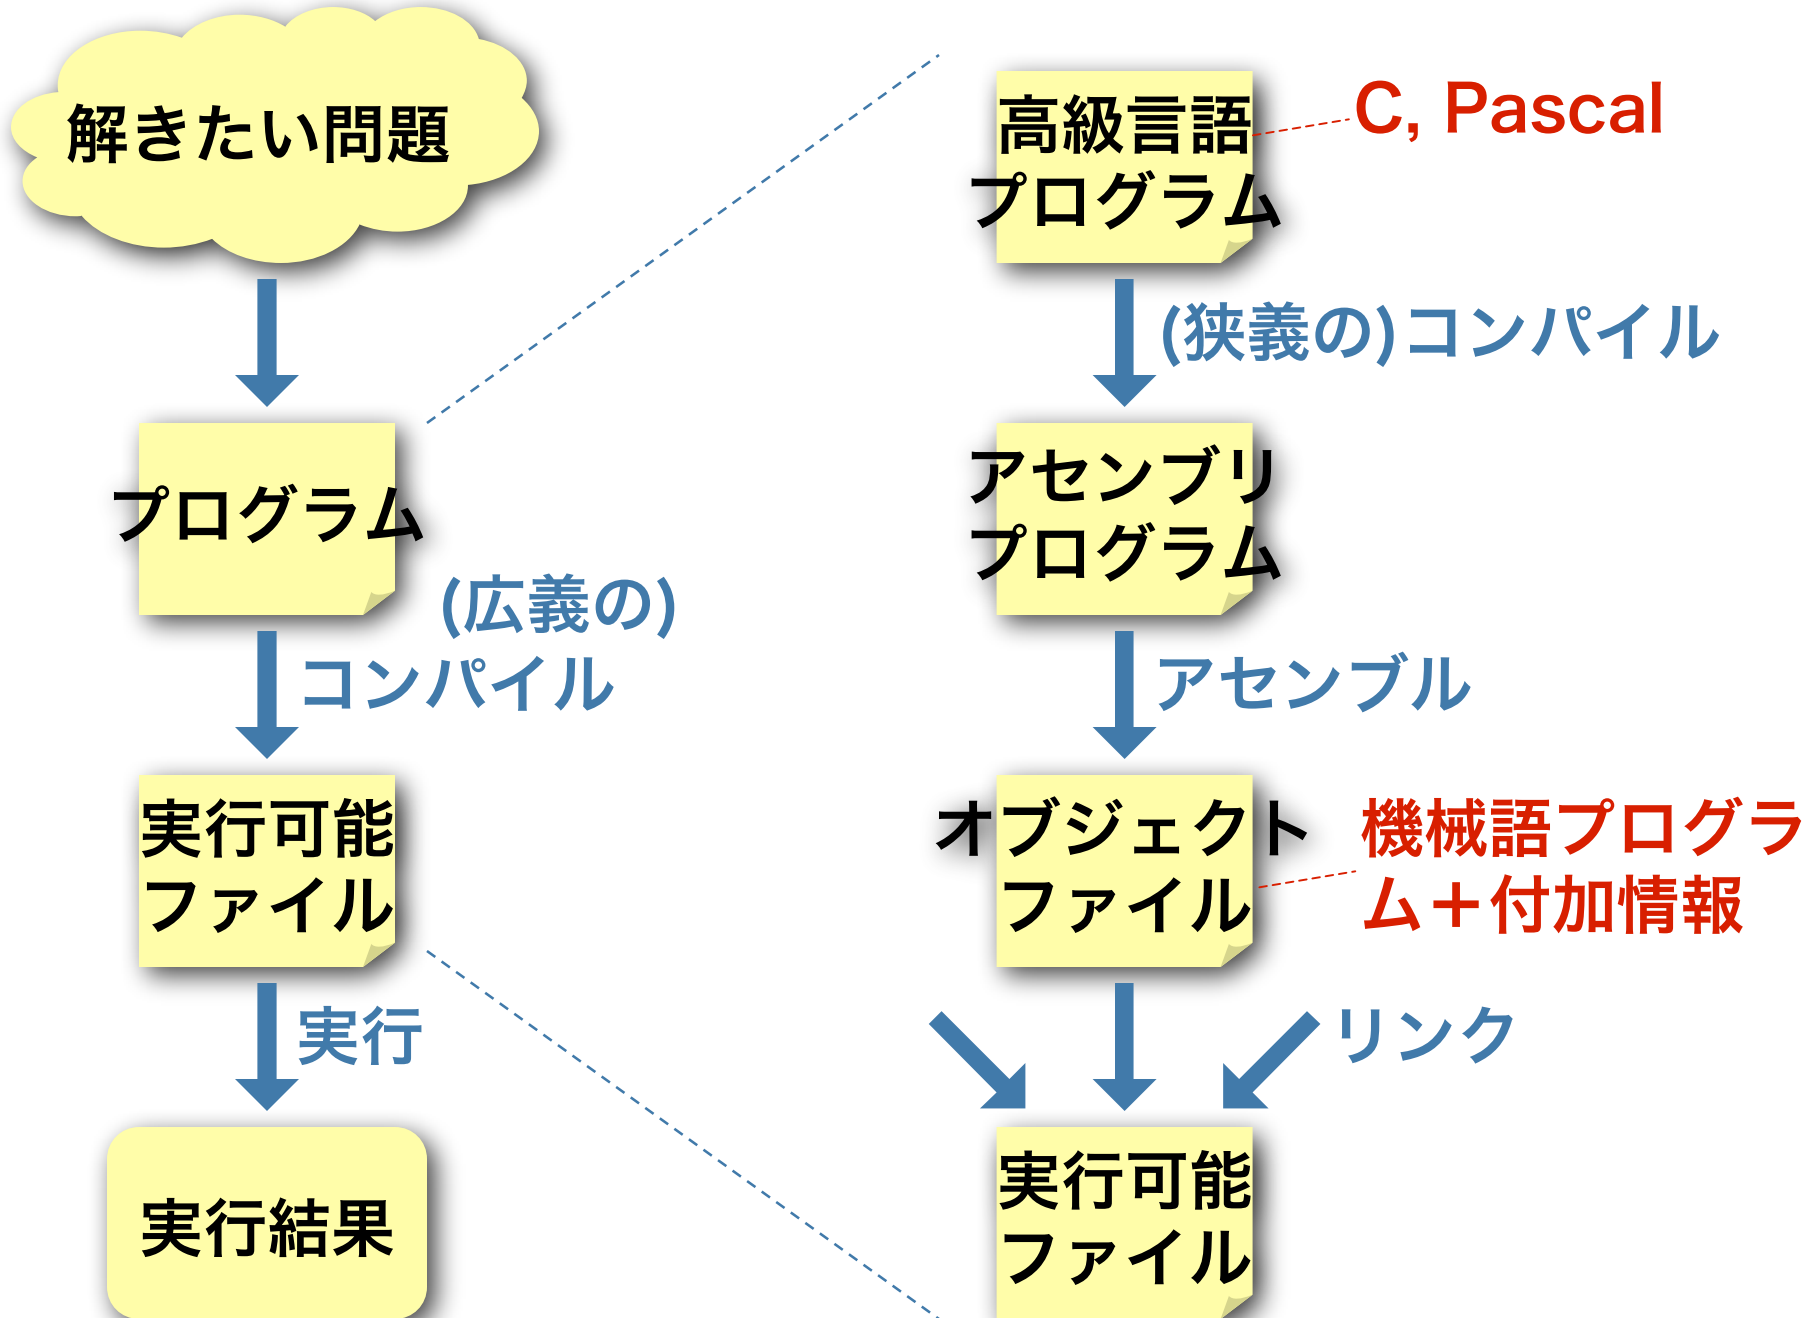 解きたい問題
プログラム
(広義の)
コンパイル
実行可能
ファイル
実行
実行結果
高級言語
プログラム
C, Pascal
(狭義の)コンパイル
アセンブリ
プログラム
アセンブル
オブジェクト
ファイル
機械語プログラ
ム＋付加情報
リンク
実行可能
ファイル